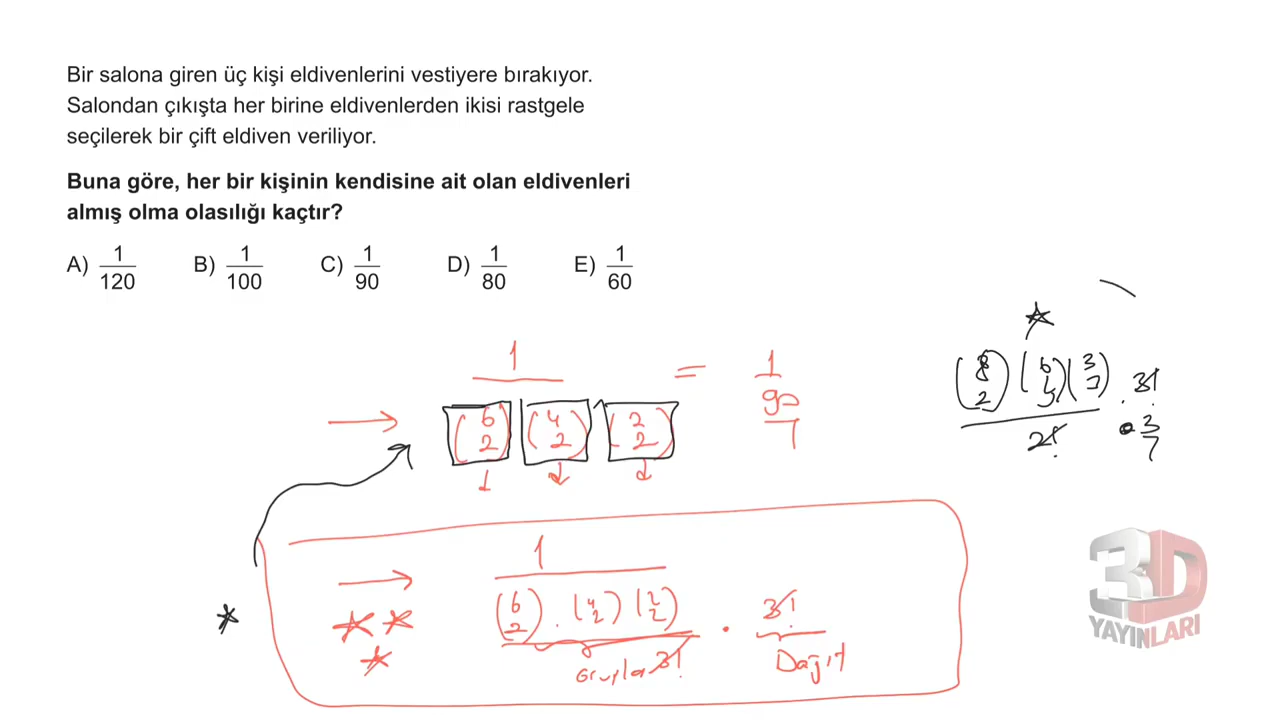 Bir salona giren üç kişi eldivenlerini vestiyere bırakıyor.
Salondan çıkışta her birine eldivenlerden ikisi rastgele
seçilerek bir çift eldiven veriliyor.
Buna göre, her bir kişinin kendisine ait olan eldivenleri
almış olma olasılığı kaçtır?
A) 1/120 B) 1/100 C) 1/90 D) 1/80 E) 1/60
1 / (6 2) (4 2) (2 2) = 1/90
1 / (6 2) . (4 2) (2 2) / 3! . 3!
Grupla
Dağıt
3D
YAYINLARI